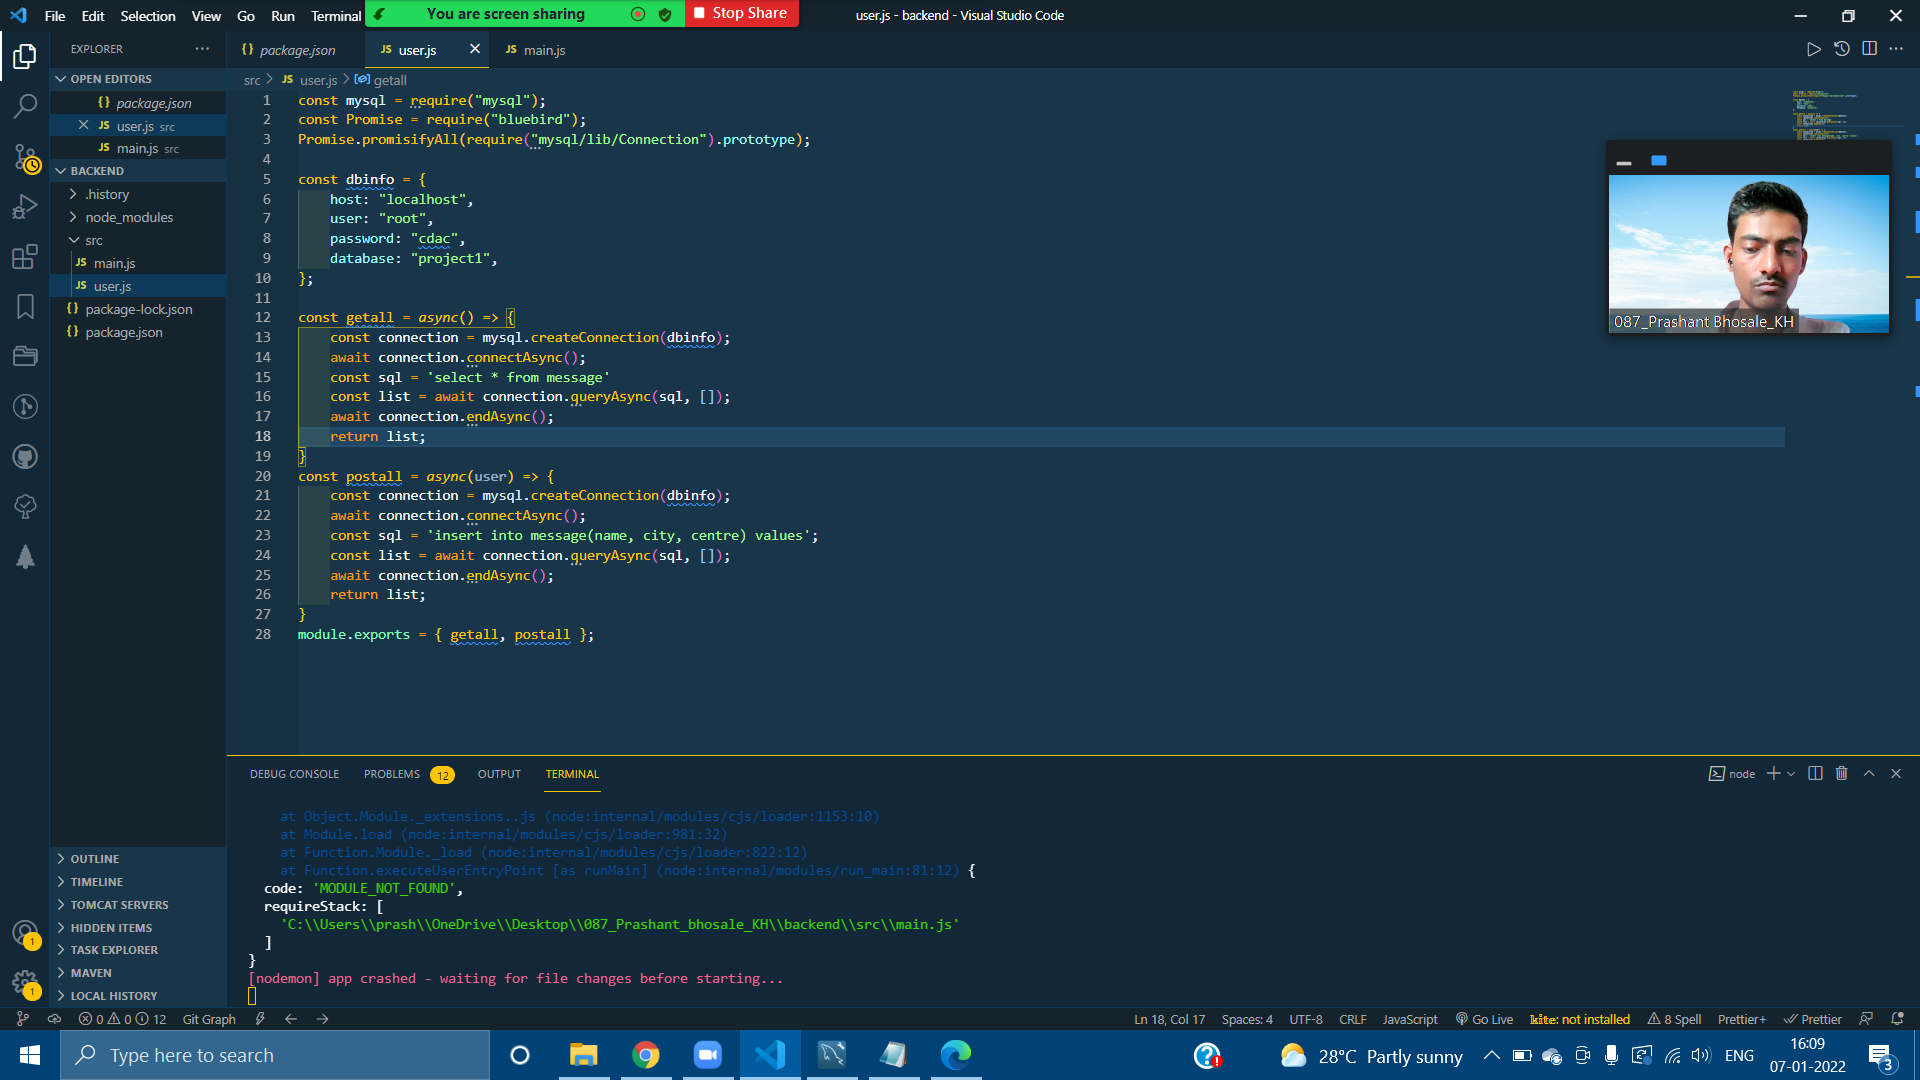 File Edit Selection View Go Run Terminal
You are screen sharing
Stop Share
user.js - backend - Visual Studio Code
EXPLORER
{} package.json
JS user.js
JS main.js
OPEN EDITORS
{} package.json
JS user.js src
JS main.js src
BACKEND
.history
node_modules
src
JS main.js
JS user.js
{} package-lock.json
{} package.json
OUTLINE
TIMELINE
TOMCAT SERVERS
HIDDEN ITEMS
TASK EXPLORER
MAVEN
LOCAL HISTORY
1
1
src > JS user.js > getall
1 const mysql = require("mysql");
2 const Promise = require("bluebird");
3 Promise.promisifyAll(require("mysql/lib/Connection").prototype);
4
5 const dbinfo = {
6 host: "localhost",
7 user: "root",
8 password: "cdac",
9 database: "project1",
10 };
11
12 const getall = async() => {
13 const connection = mysql.createConnection(dbinfo);
14 await connection.connectAsync();
15 const sql = 'select * from message'
16 const list = await connection.queryAsync(sql, []);
17 await connection.endAsync();
18 return list;
19 }
20 const postall = async(user) => {
21 const connection = mysql.createConnection(dbinfo);
22 await connection.connectAsync();
23 const sql = 'insert into message(name, city, centre) values';
24 const list = await connection.queryAsync(sql, []);
25 await connection.endAsync();
26 return list;
27 }
28 module.exports = { getall, postall };
087_Prashant Bhosale_KH
DEBUG CONSOLE PROBLEMS 12 OUTPUT TERMINAL
node
at Object.Module._extensions..js (node:internal/modules/cjs/loader:1153:10)
at Module.load (node:internal/modules/cjs/loader:981:32)
at Function.Module._load (node:internal/modules/cjs/loader:822:12)
at Function.executeUserEntryPoint [as runMain] (node:internal/modules/run_main:81:12) {
code: 'MODULE_NOT_FOUND',
requireStack: [
'C:\\Users\\prash\\OneDrive\\Desktop\\087_Prashant_bhosale_KH\\backend\\src\\main.js'
]
}
[nodemon] app crashed - waiting for file changes before starting...
0 0 12 Git Graph
Ln 18, Col 17 Spaces: 4 UTF-8 CRLF JavaScript Go Live kite: not installed 8 Spell Prettier+ Prettier
Type here to search
28°C Partly sunny
ENG
16:09
07-01-2022
3